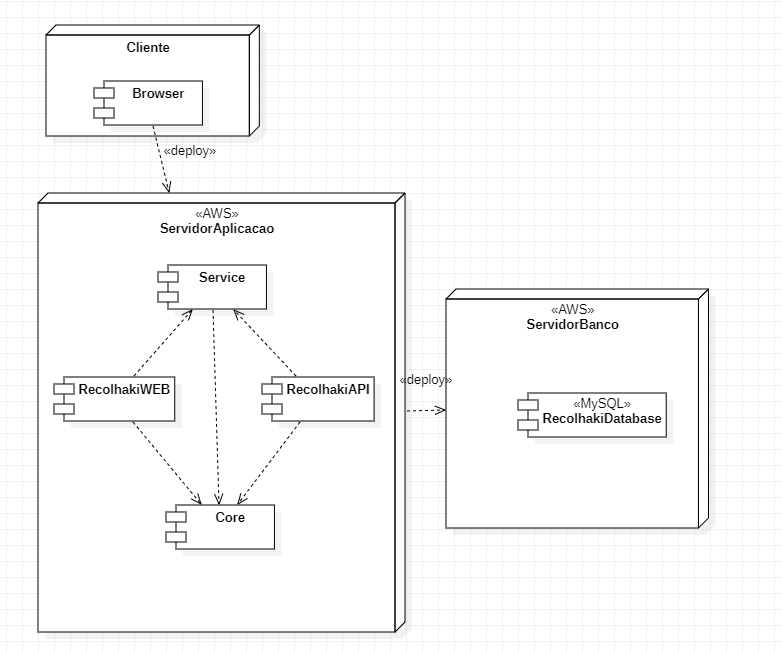 Cliente
Browser
«deploy»
«AWS»
ServidorAplicacao
Service
RecolhakiWEB
RecolhakiAPI
Core
«deploy»
«AWS»
ServidorBanco
«MySQL»
RecolhakiDatabase